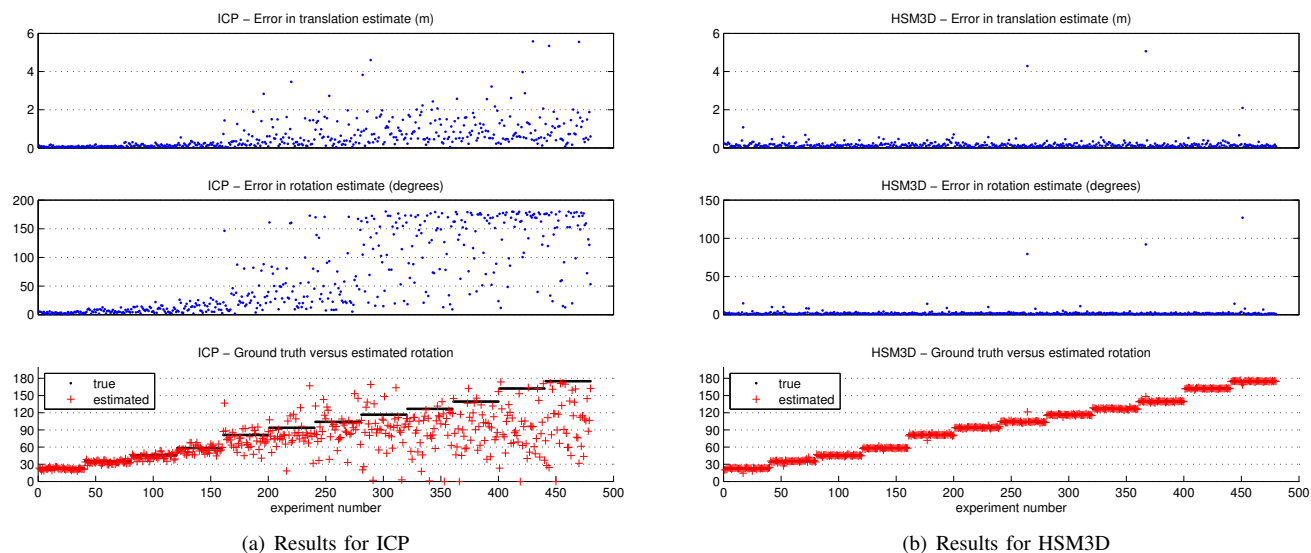 ICP − Error in translation estimate (m)
6
4
2
0
ICP − Error in rotation estimate (degrees)
200
150
100
50
0
ICP − Ground truth versus estimated rotation
true
estimated
180
150
120
90
60
30
0
0 50 100 150 200 250 300 350 400 450 500
experiment number
(a) Results for ICP
HSM3D − Error in translation estimate (m)
6
4
2
0
HSM3D − Error in rotation estimate (degrees)
150
100
50
0
HSM3D − Ground truth versus estimated rotation
true
estimated
180
150
120
90
60
30
0
0 50 100 150 200 250 300 350 400 450 500
experiment number
(b) Results for HSM3D